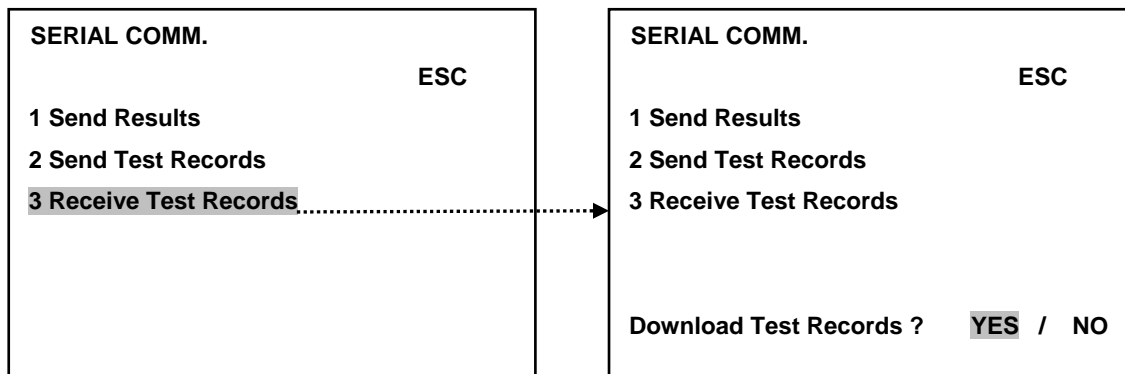 SERIAL COMM.
ESC
1 Send Results
2 Send Test Records
3 Receive Test Records
SERIAL COMM.
ESC
1 Send Results
2 Send Test Records
3 Receive Test Records
Download Test Records ? YES / NO